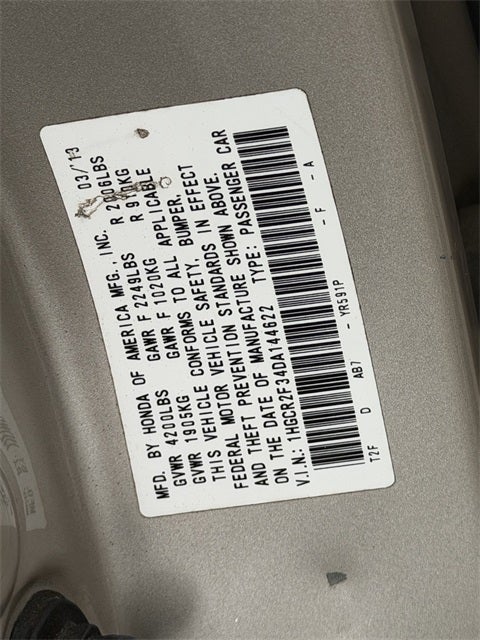 MFD. BY HONDA OF AMERICA MFG., INC. 03/13
GVWR 4200LBS GAWR F 2249LBS R 2006LBS
GVWR 1905KG GAWR F 1020KG R 910KG
THIS VEHICLE CONFORMS TO ALL APPLICABLE
FEDERAL MOTOR VEHICLE SAFETY, BUMPER,
AND THEFT PREVENTION STANDARDS IN EFFECT
ON THE DATE OF MANUFACTURE SHOWN ABOVE.
V.I.N.: 1HGCR2F34DA144622 TYPE: PASSENGER CAR
T2F D AB7 - YR591P - F - A